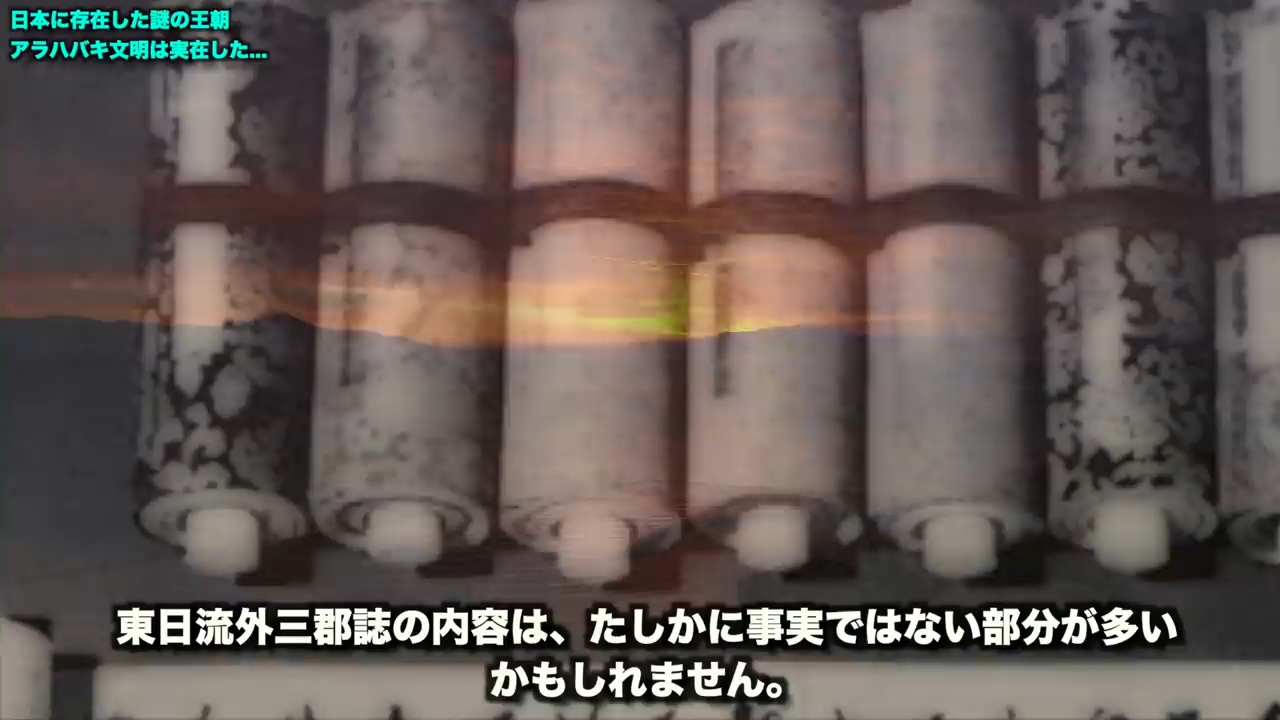 日本に存在した謎の王朝
アラハバキ文明は実在した...
東日流外三郡誌の内容は、たしかに事実ではない部分が多い
かもしれません。